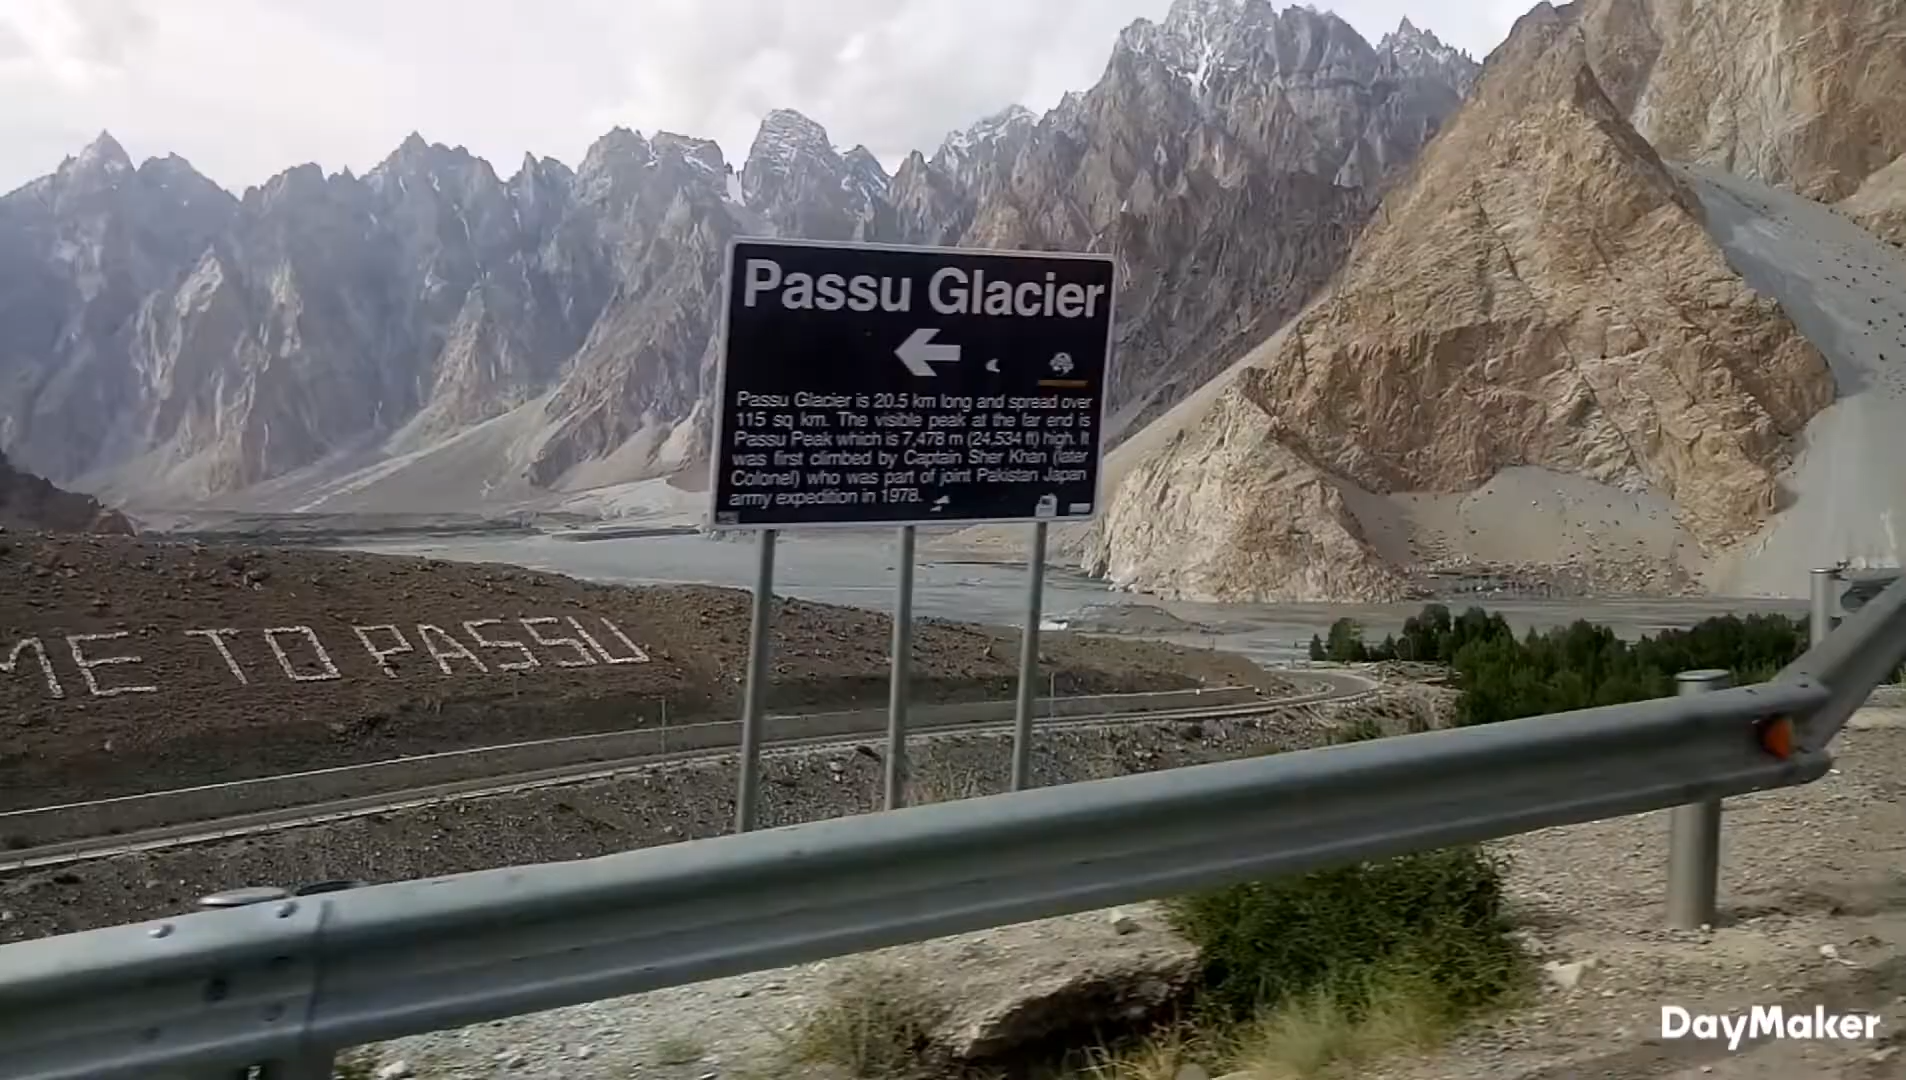 Passu Glacier
Passu Glacier is 20.5 km long and spread over
115 sq km. The visible peak at the far end is
Passu Peak which is 7,478 m (24,534 ft) high. It
was first climbed by Captain Sher Khan (later
Colonel) who was part of joint Pakistan Japan
army expedition in 1978.
ME TO PASSU
DayMaker